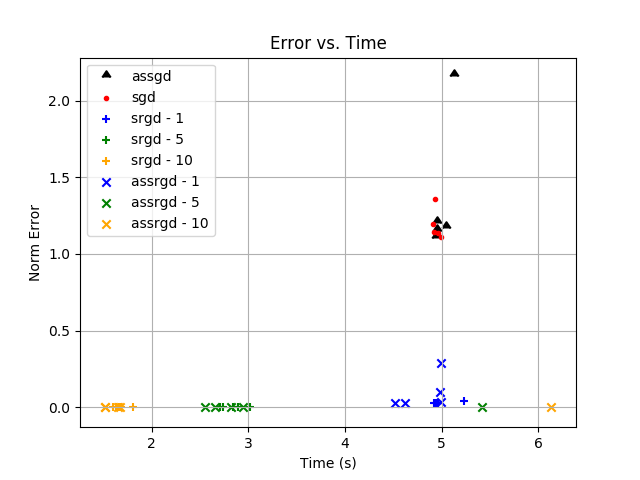 Error vs. Time
assgd
sgd
srgd - 1
srgd - 5
srgd - 10
assrgd - 1
assrgd - 5
assrgd - 10
Norm Error
2.0
1.5
1.0
0.5
0.0
2 3 4 5 6
Time (s)